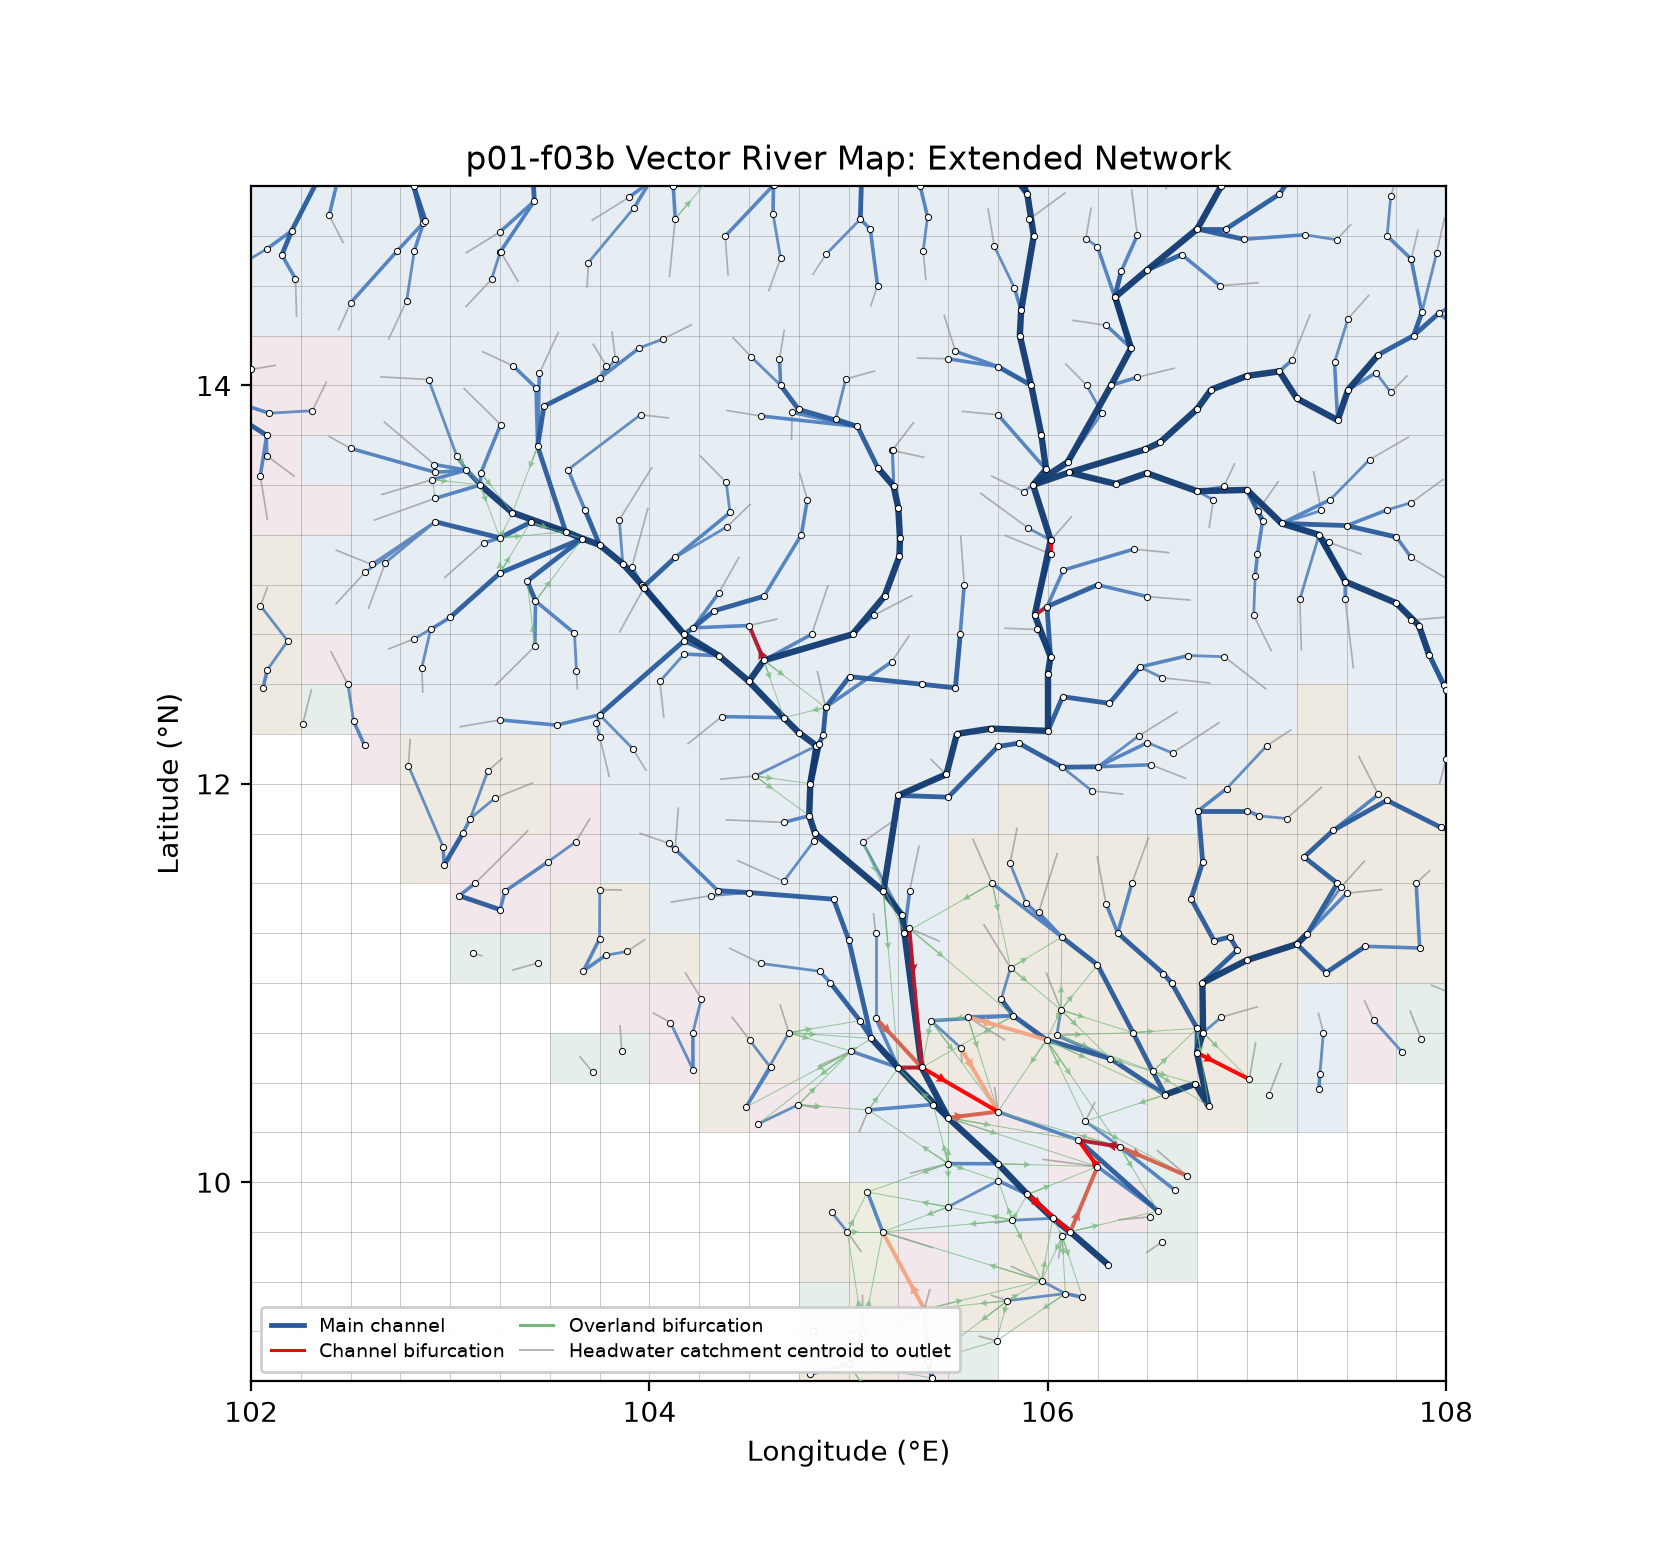 p01-f03b Vector River Map: Extended Network
14
12
10
Latitude (°N)
Main channel
Channel bifurcation
Overland bifurcation
Headwater catchment centroid to outlet
102
104
106
108
Longitude (°E)